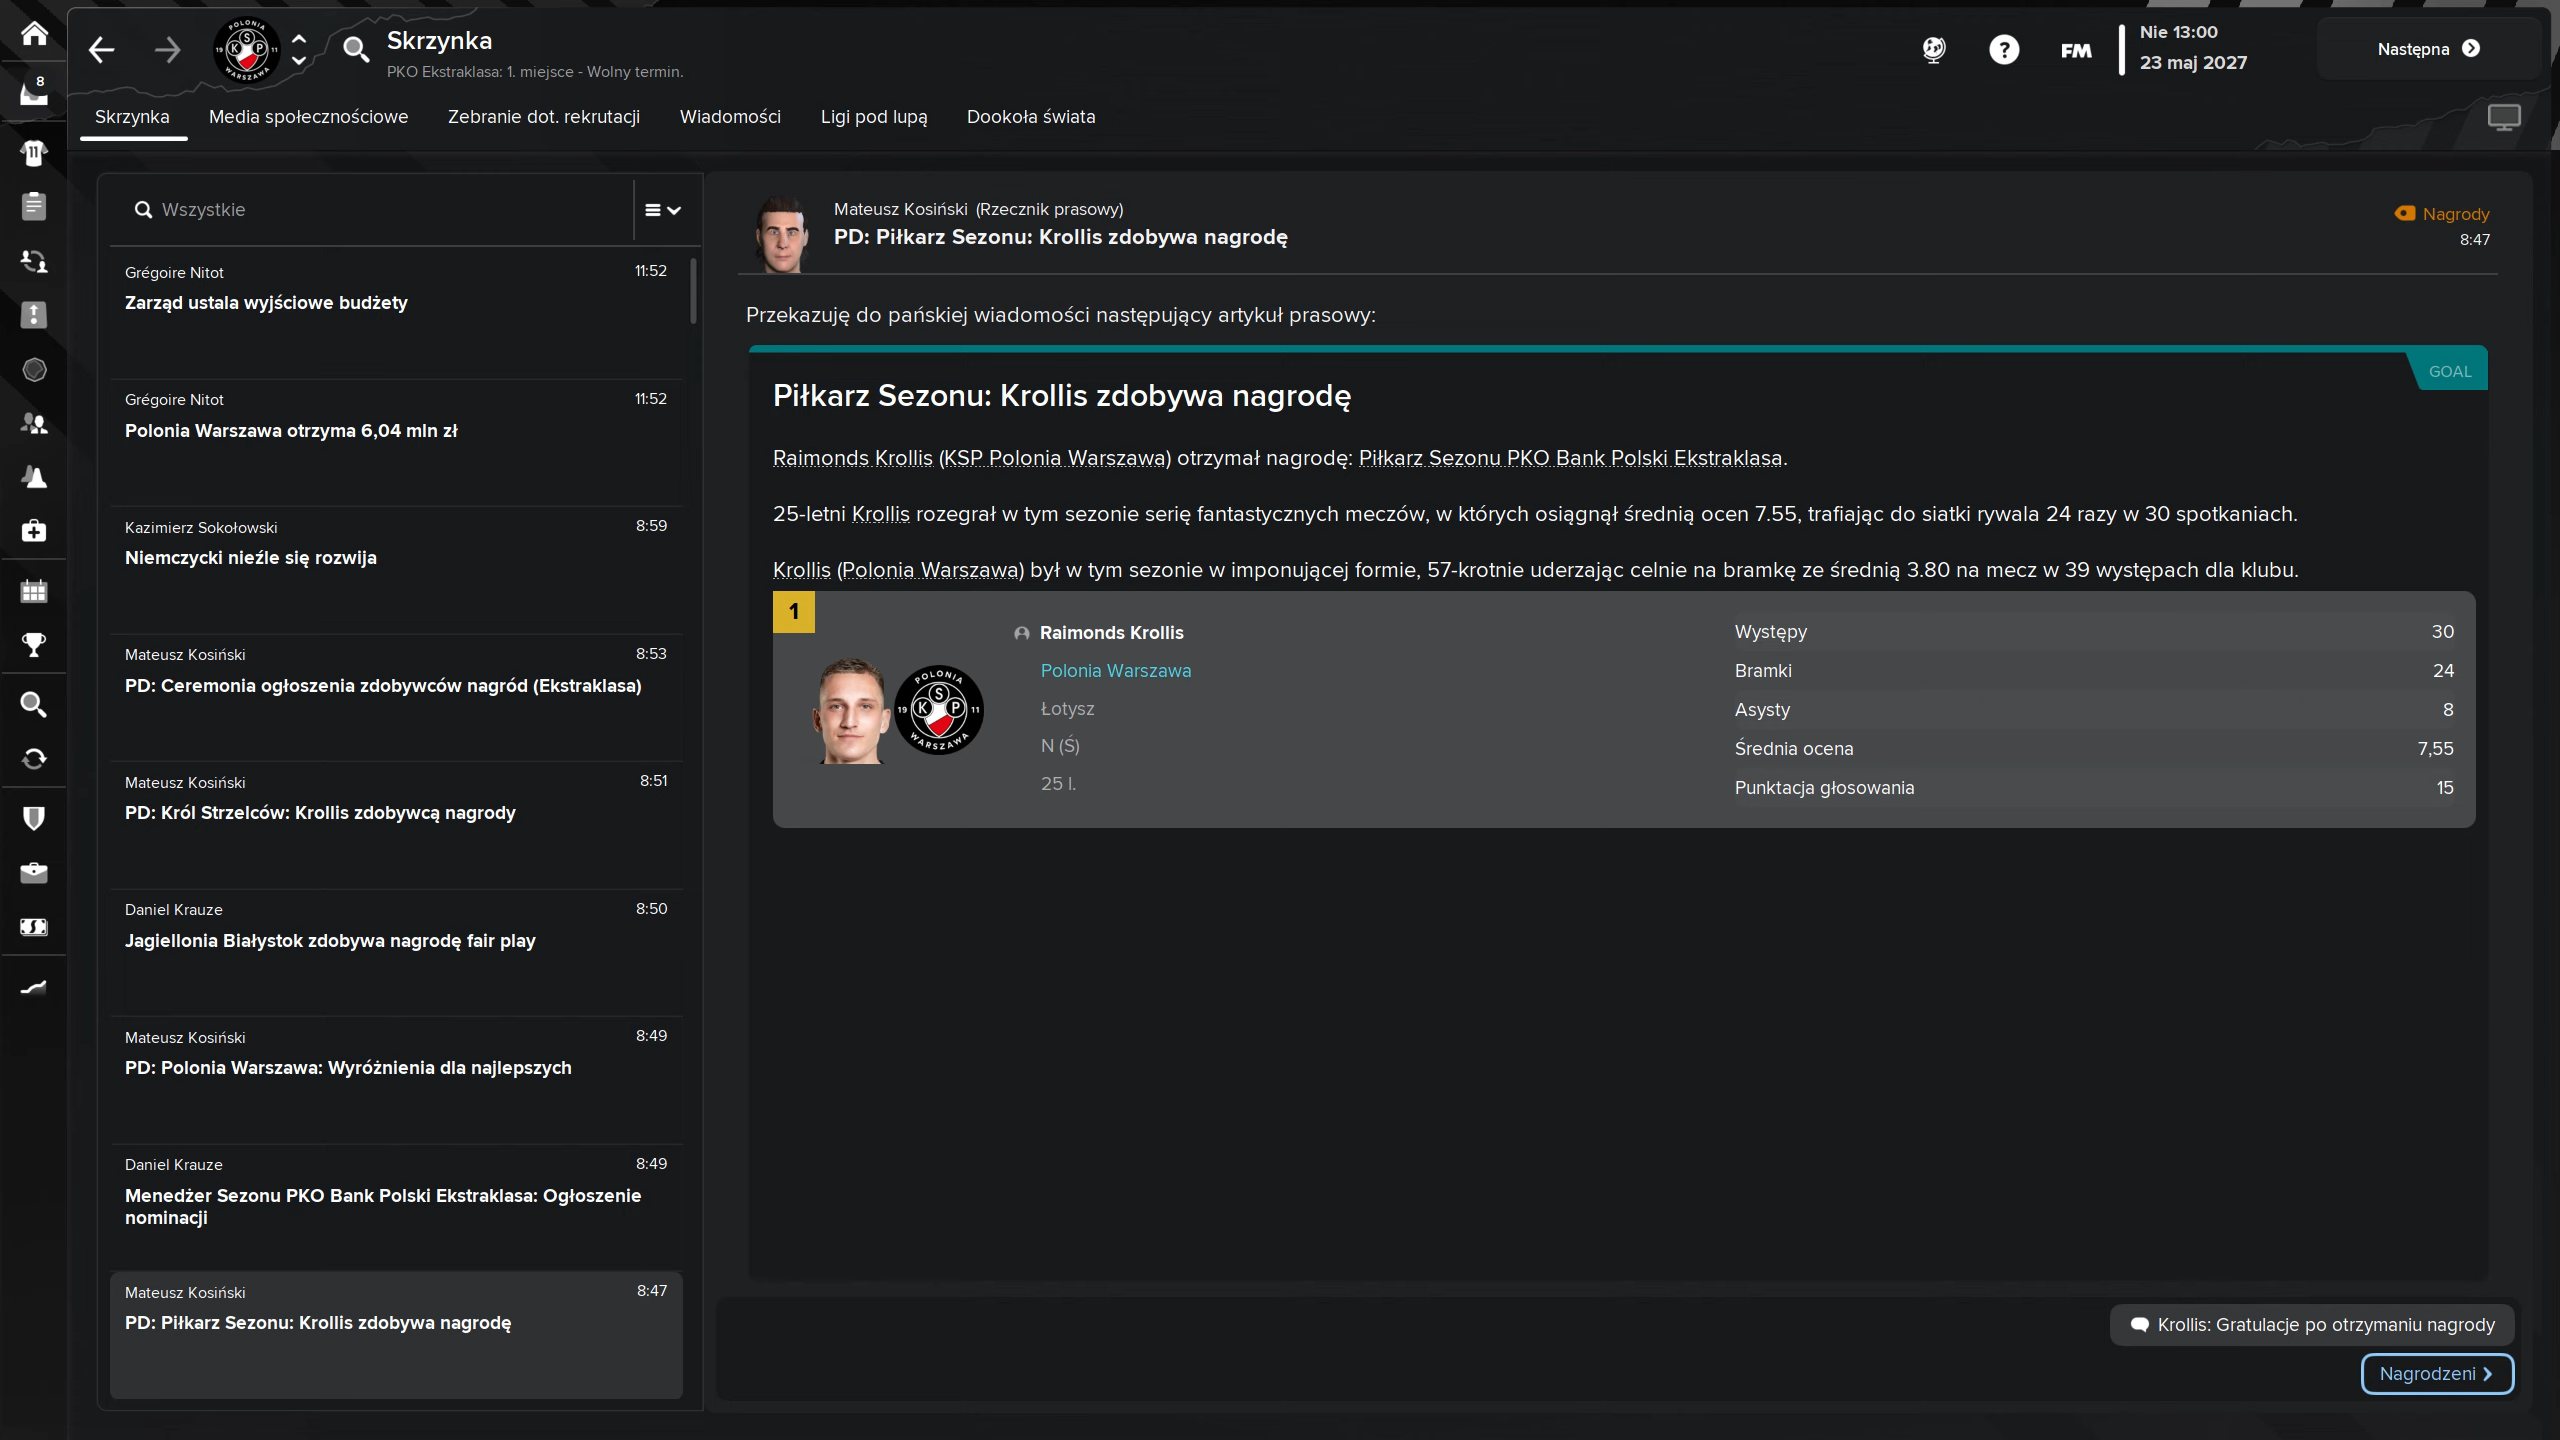 Skrzynka
PKO Ekstraklasa: 1. miejsce - Wolny termin.
FM
Nie 13:00
23 maj 2027
Następna
8
Skrzynka
Media społecznościowe
Zebranie dot. rekrutacji
Wiadomości
Ligi pod lupą
Dookoła świata
Wszystkie
Grégoire Nitot
11:52
Zarząd ustala wyjściowe budżety
Grégoire Nitot
11:52
Polonia Warszawa otrzyma 6,04 mln zł
Kazimierz Sokołowski
8:59
Niemczycki nieźle się rozwija
Mateusz Kosiński
8:53
PD: Ceremonia ogłoszenia zdobywców nagród (Ekstraklasa)
Mateusz Kosiński
8:51
PD: Król Strzelców: Krollis zdobywcą nagrody
Daniel Krauze
8:50
Jagiellonia Białystok zdobywa nagrodę fair play
Mateusz Kosiński
8:49
PD: Polonia Warszawa: Wyróżnienia dla najlepszych
Daniel Krauze
8:49
Menedżer Sezonu PKO Bank Polski Ekstraklasa: Ogłoszenie
nominacji
Mateusz Kosiński
8:47
PD: Piłkarz Sezonu: Krollis zdobywa nagrodę
Mateusz Kosiński (Rzecznik prasowy)
PD: Piłkarz Sezonu: Krollis zdobywa nagrodę
Nagrody
8:47
Przekazuję do pańskiej wiadomości następujący artykuł prasowy:
GOAL
Piłkarz Sezonu: Krollis zdobywa nagrodę
Raimonds Krollis (KSP Polonia Warszawa) otrzymał nagrodę: Piłkarz Sezonu PKO Bank Polski Ekstraklasa.
25-letni Krollis rozegrał w tym sezonie serię fantastycznych meczów, w których osiągnął średnią ocen 7.55, trafiając do siatki rywala 24 razy w 30 spotkaniach.
Krollis (Polonia Warszawa) był w tym sezonie w imponującej formie, 57-krotnie uderzając celnie na bramkę ze średnią 3.80 na mecz w 39 występach dla klubu.
1
POLONIA
19 KSP 11
WARSZAWA
Raimonds Krollis
Polonia Warszawa
Łotysz
N (Ś)
25 l.
Występy
30
Bramki
24
Asysty
8
Średnia ocena
7,55
Punktacja głosowania
15
Krollis: Gratulacje po otrzymaniu nagrody
Nagrodzeni